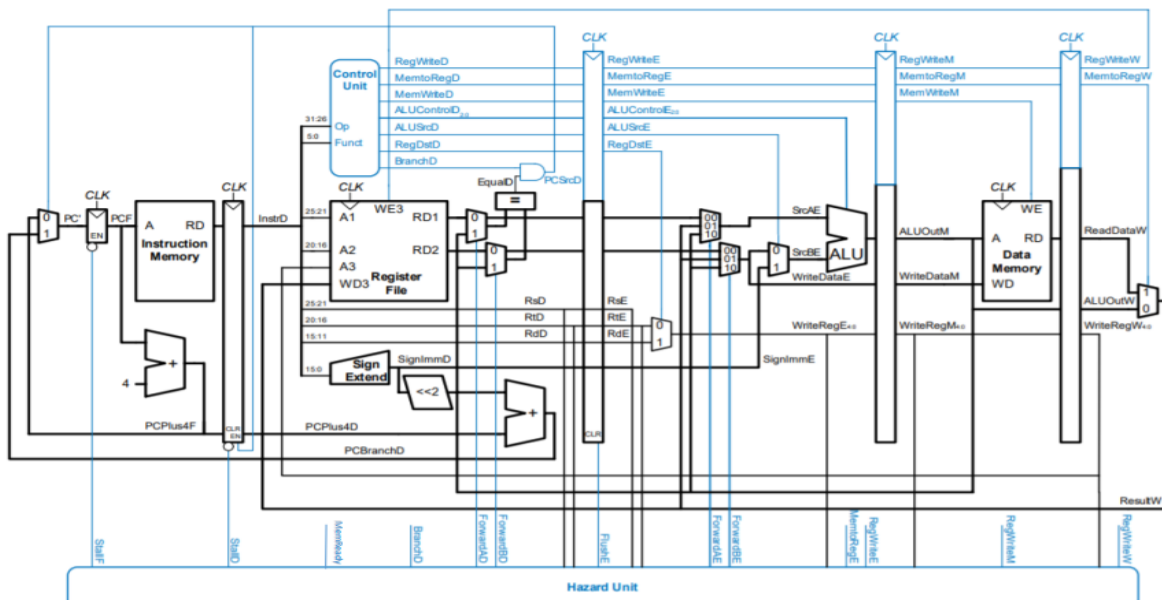 CLK CLK CLK
RegWriteD RegWriteE RegWriteM RegWriteW
Control Unit MemtoRegD MemtoRegE MemtoRegM MemtoRegW
MemWriteD MemWriteE MemWriteM
ALUControlD2:0 ALUControlE2:0
31:26 Op ALUSrcD ALUSrcE
5:0 Funct RegDstD RegDstE
BranchD
EqualD PCSrcD
CLK CLK CLK CLK
0 1 PC' EN PCF A RD Instruction Memory InstrD 25:21 A1 WE3 RD1 0 1 = 00 01 10 SrcAE WE
20:16 A2 RD2 0 1 00 01 10 0 1 SrcBE ALU ALUOutM A RD ReadDataW
A3 Register File WriteDataE WriteDataM Data Memory WD ALUOutW 1 0
WD3
25:21 RsD RsE
20:16 RtD RtE 0 1 WriteRegE4:0 WriteRegM4:0 WriteRegW4:0
15:11 RdD RdE
15:0 Sign Extend SignImmD SignImmE
+ 4 <<2 +
PCPlus4F CLR EN PCPlus4D CLR
PCBranchD
ResultW
StallF StallD MemReady BranchD ForwardAD ForwardBD FlushE ForwardAE ForwardBE MemtoRegE RegWriteE RegWriteM RegWriteW
Hazard Unit